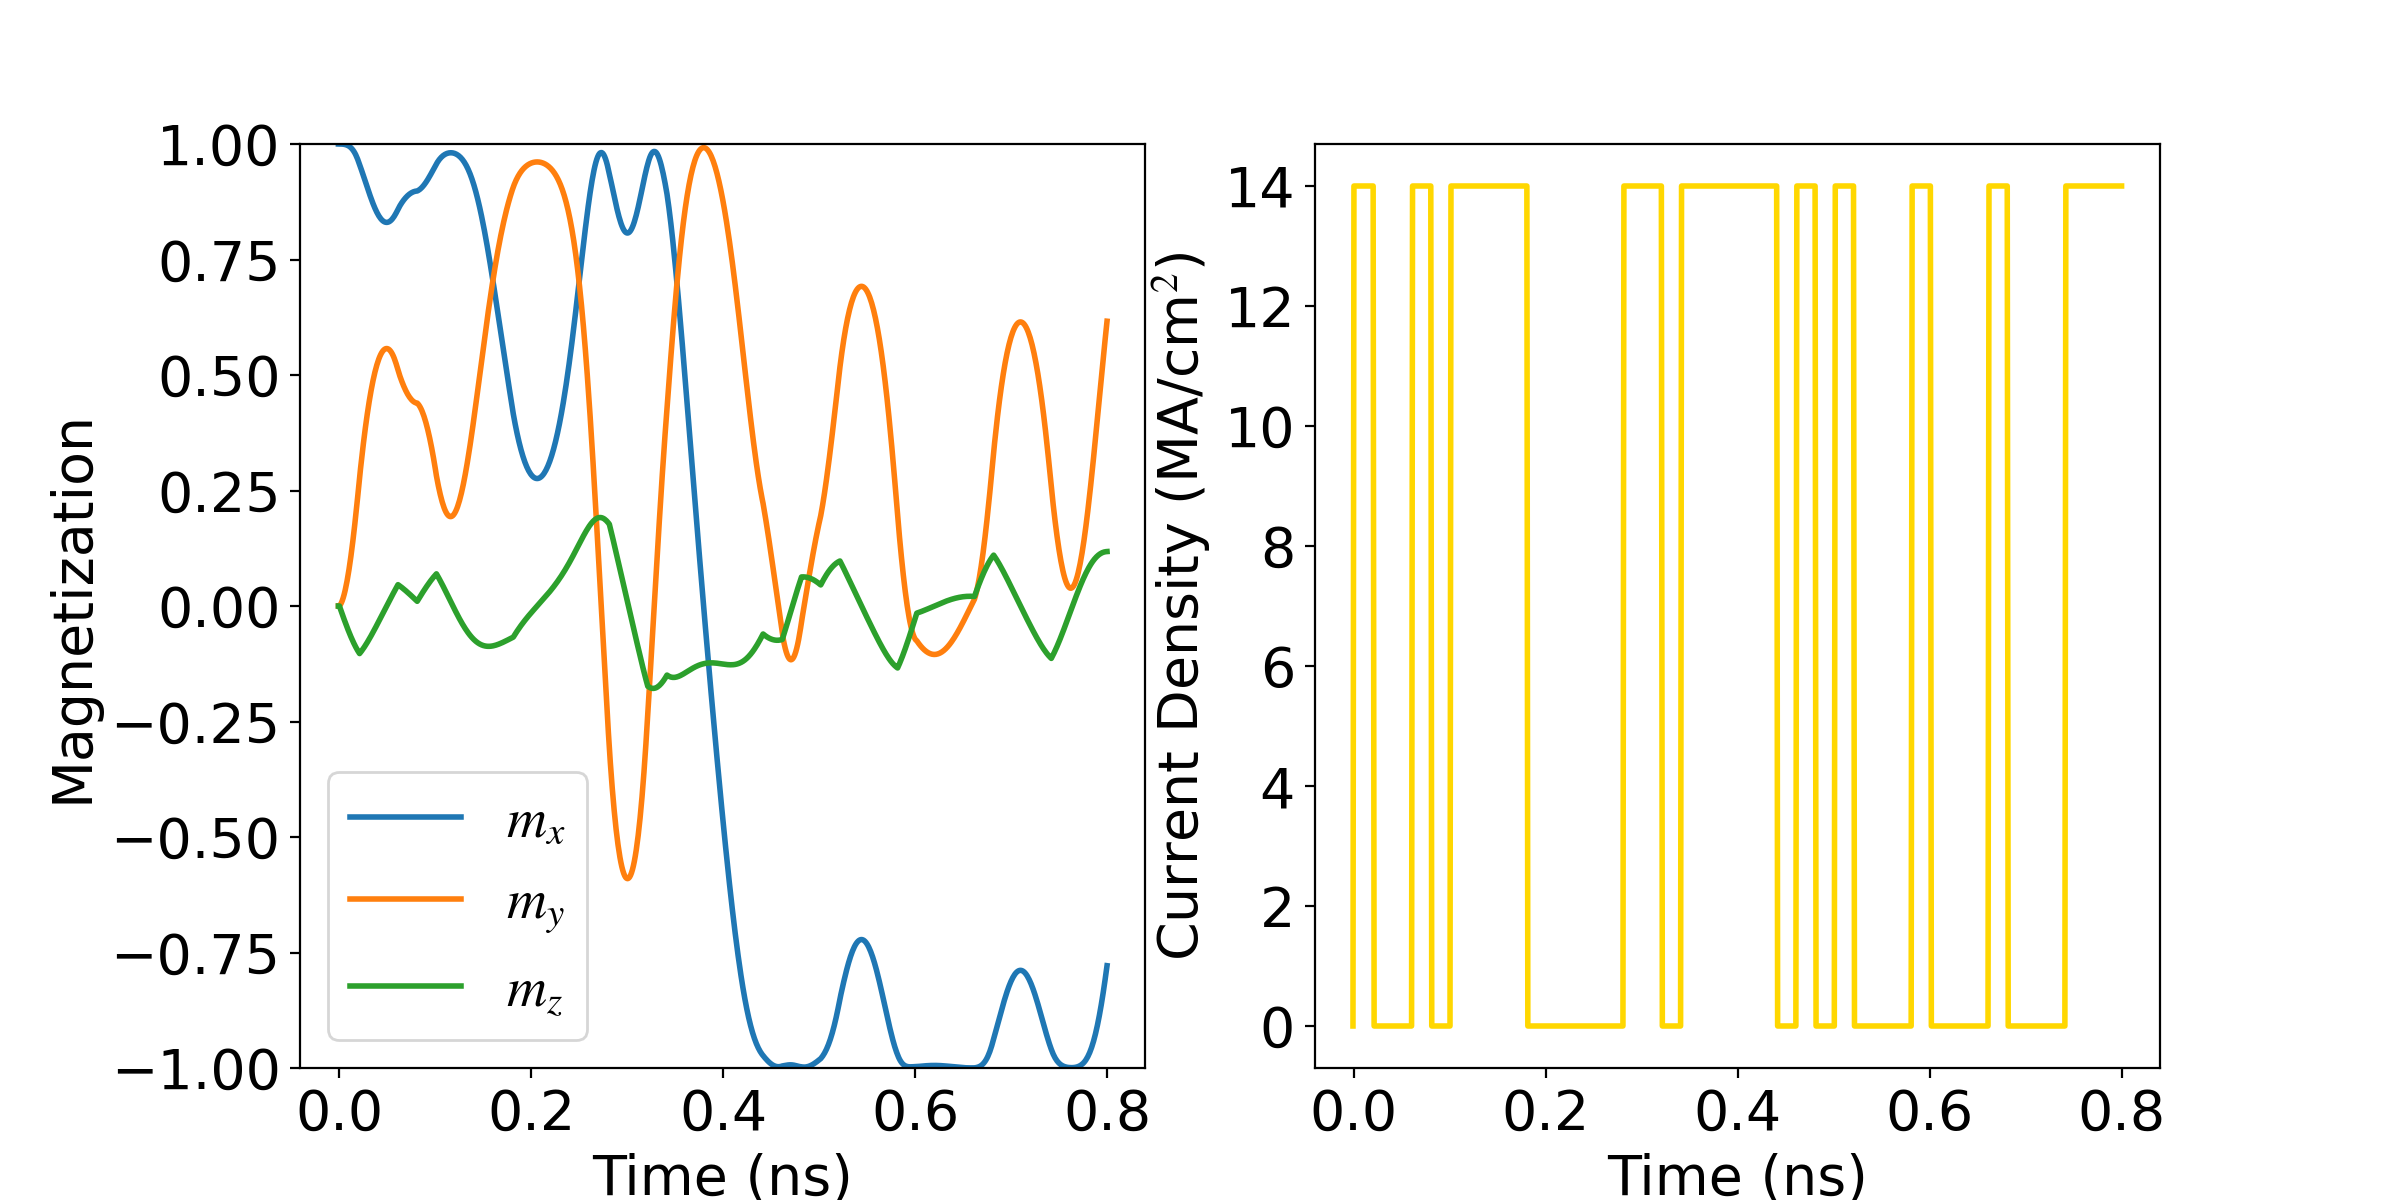 1.00
0.75
0.50
0.25
0.00
−0.25
−0.50
−0.75
−1.00
Magnetization
m_x
m_y
m_z
0.0 0.2 0.4 0.6 0.8
Time (ns)
14
12
10
8
6
4
2
0
Current Density (MA/cm²)
0.0 0.2 0.4 0.6 0.8
Time (ns)